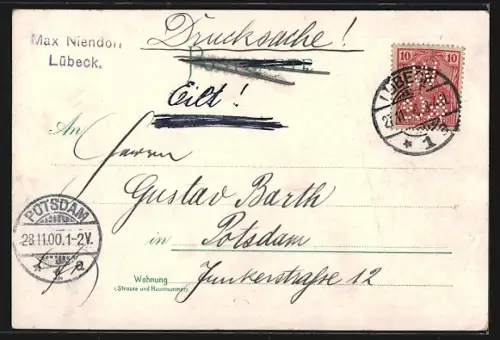 Max Niendorf
Lübeck.
Drucksache!
Eilt!
10 10
LÜBECK
* 1
An
Herrn
Gustav Barth
in Potsdam
Junkerstraße 12
Wohnung
(Strasse und Hausnummer)
POTSDAM
28.11.00.1-2V.